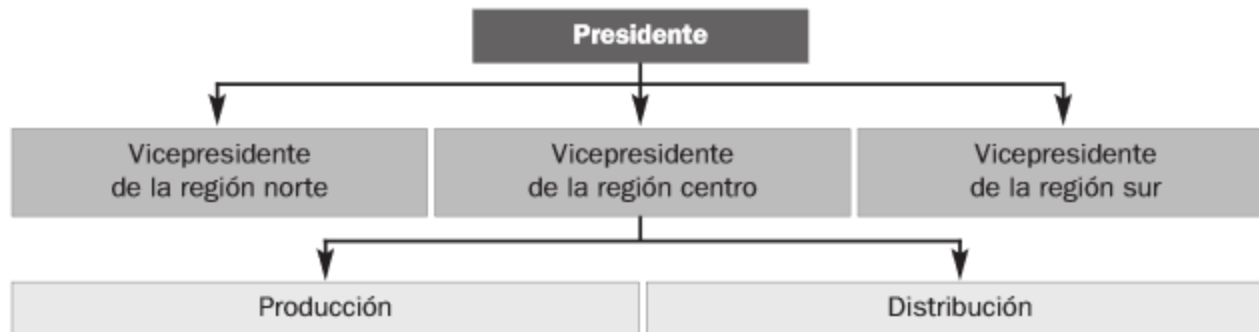 Presidente
Vicepresidente
de la región norte
Vicepresidente
de la región centro
Vicepresidente
de la región sur
Producción
Distribución